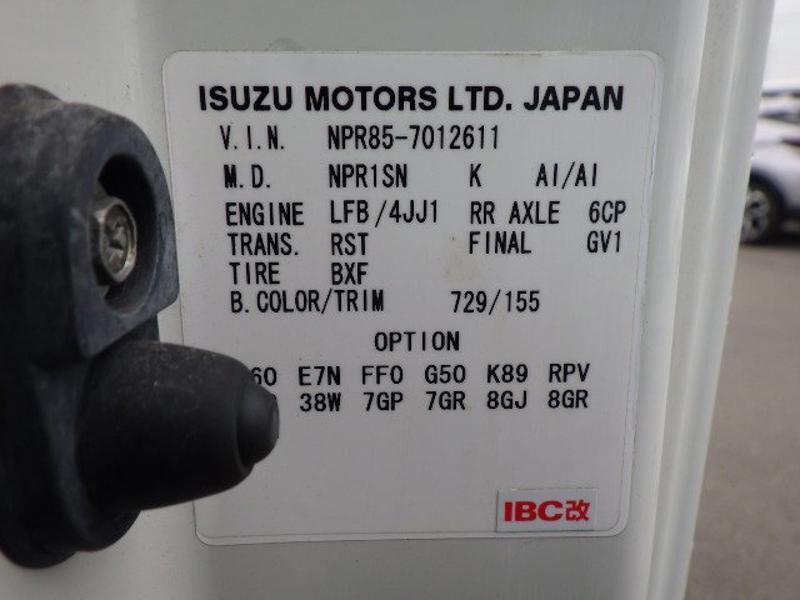 ISUZU MOTORS LTD. JAPAN
V.I.N. NPR85-7012611
M.D. NPR1SN K AI/AI
ENGINE LFB/4JJ1 RR AXLE 6CP
TRANS. RST FINAL GV1
TIRE BXF
B.COLOR/TRIM 729/155
OPTION
E7N FF0 G50 K89 RPV
38W 7GP 7GR 8GJ 8GR
IBC改